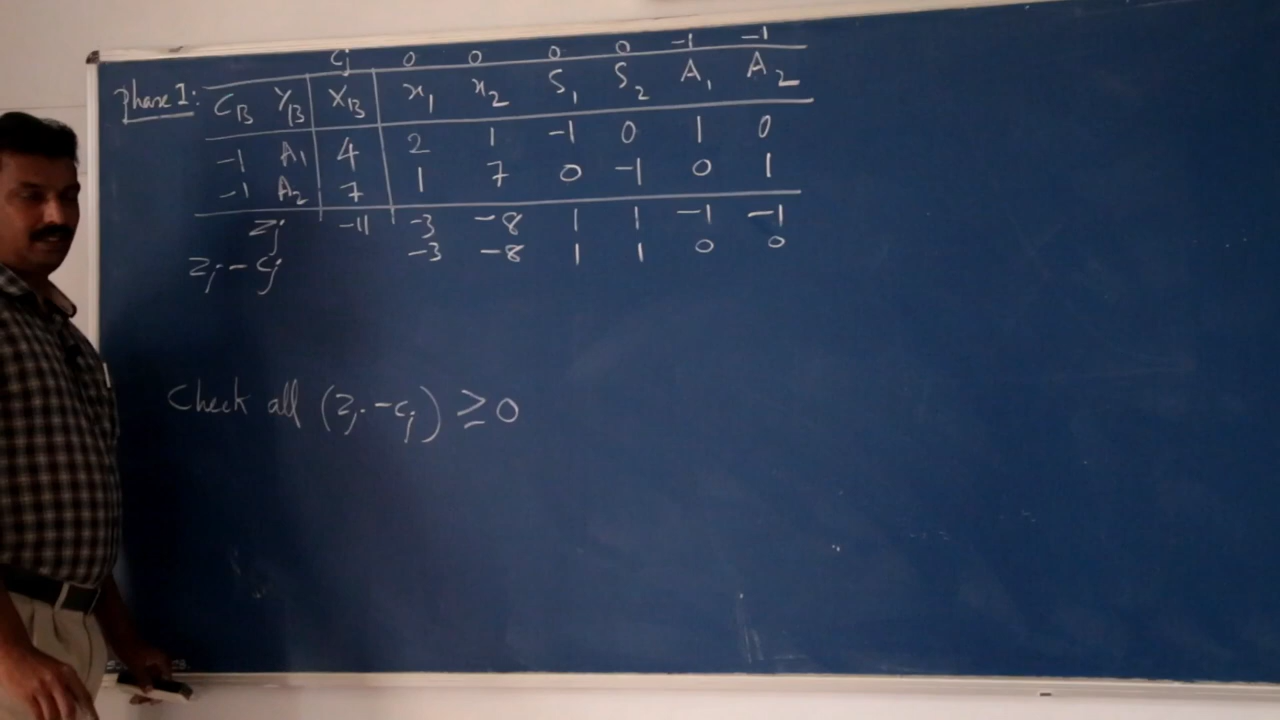 Cj 0 0 0 0 -1 -1
Phase I: CB YB XB x1 x2 S1 S2 A1 A2
-1 A1 4 2 1 -1 0 1 0
-1 A2 7 1 7 0 -1 0 1
Zj -11 -3 -8 1 1 -1 -1
Zj - Cj -3 -8 1 1 0 0
Check all (Zj - Cj) ≥ 0